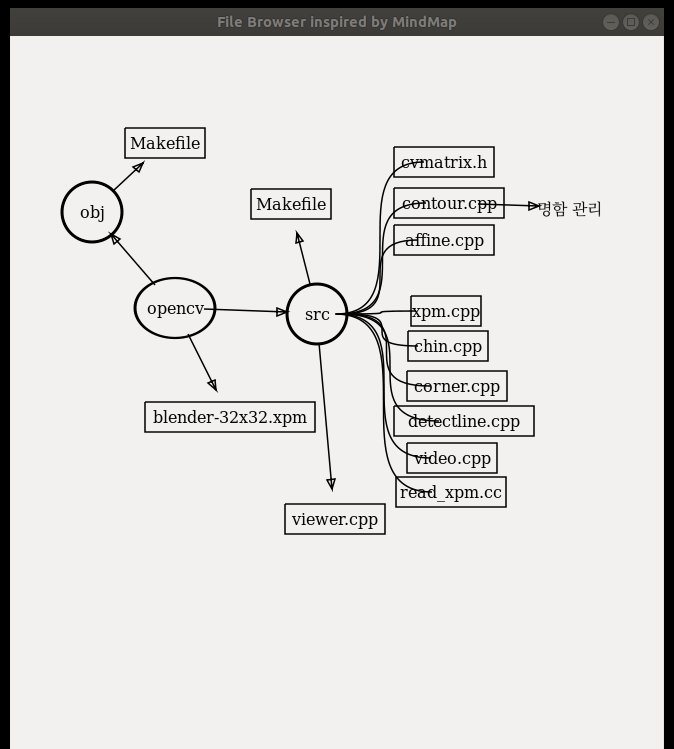 File Browser inspired by MindMap
Makefile
obj
opencv
blender-32x32.xpm
Makefile
src
viewer.cpp
cvmatrix.h
contour.cpp
명함 관리
affine.cpp
xpm.cpp
chin.cpp
corner.cpp
detectline.cpp
video.cpp
read_xpm.cc